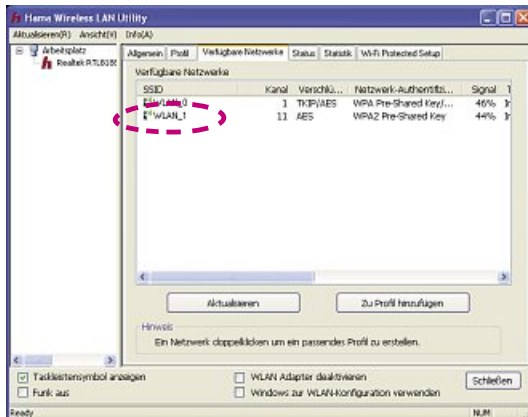 Hama Wireless LAN Utility
Aktualisieren(R) Ansicht(V) Info(A)
Arbeitsplatz
Realtek RTL8188
Allgemein Profil Verfügbare Netzwerke Status Statistik Wi-Fi Protected Setup
Verfügbare Netzwerke
SSID Kanal Verschlü... Netzwerk-Authentifizi... Signal
WLAN_0 1 TKIP/AES WPA Pre-Shared Key/... 46%
WLAN_1 11 AES WPA2 Pre-Shared Key 44%
Aktualisieren Zu Profil hinzufügen
Hinweis
Ein Netzwerk doppelklicken um ein passendes Profil zu erstellen.
Taskleistensymbol anzeigen WLAN Adapter deaktivieren Schließen
Funk aus Windows zur WLAN-Konfiguration verwenden
Ready NUM